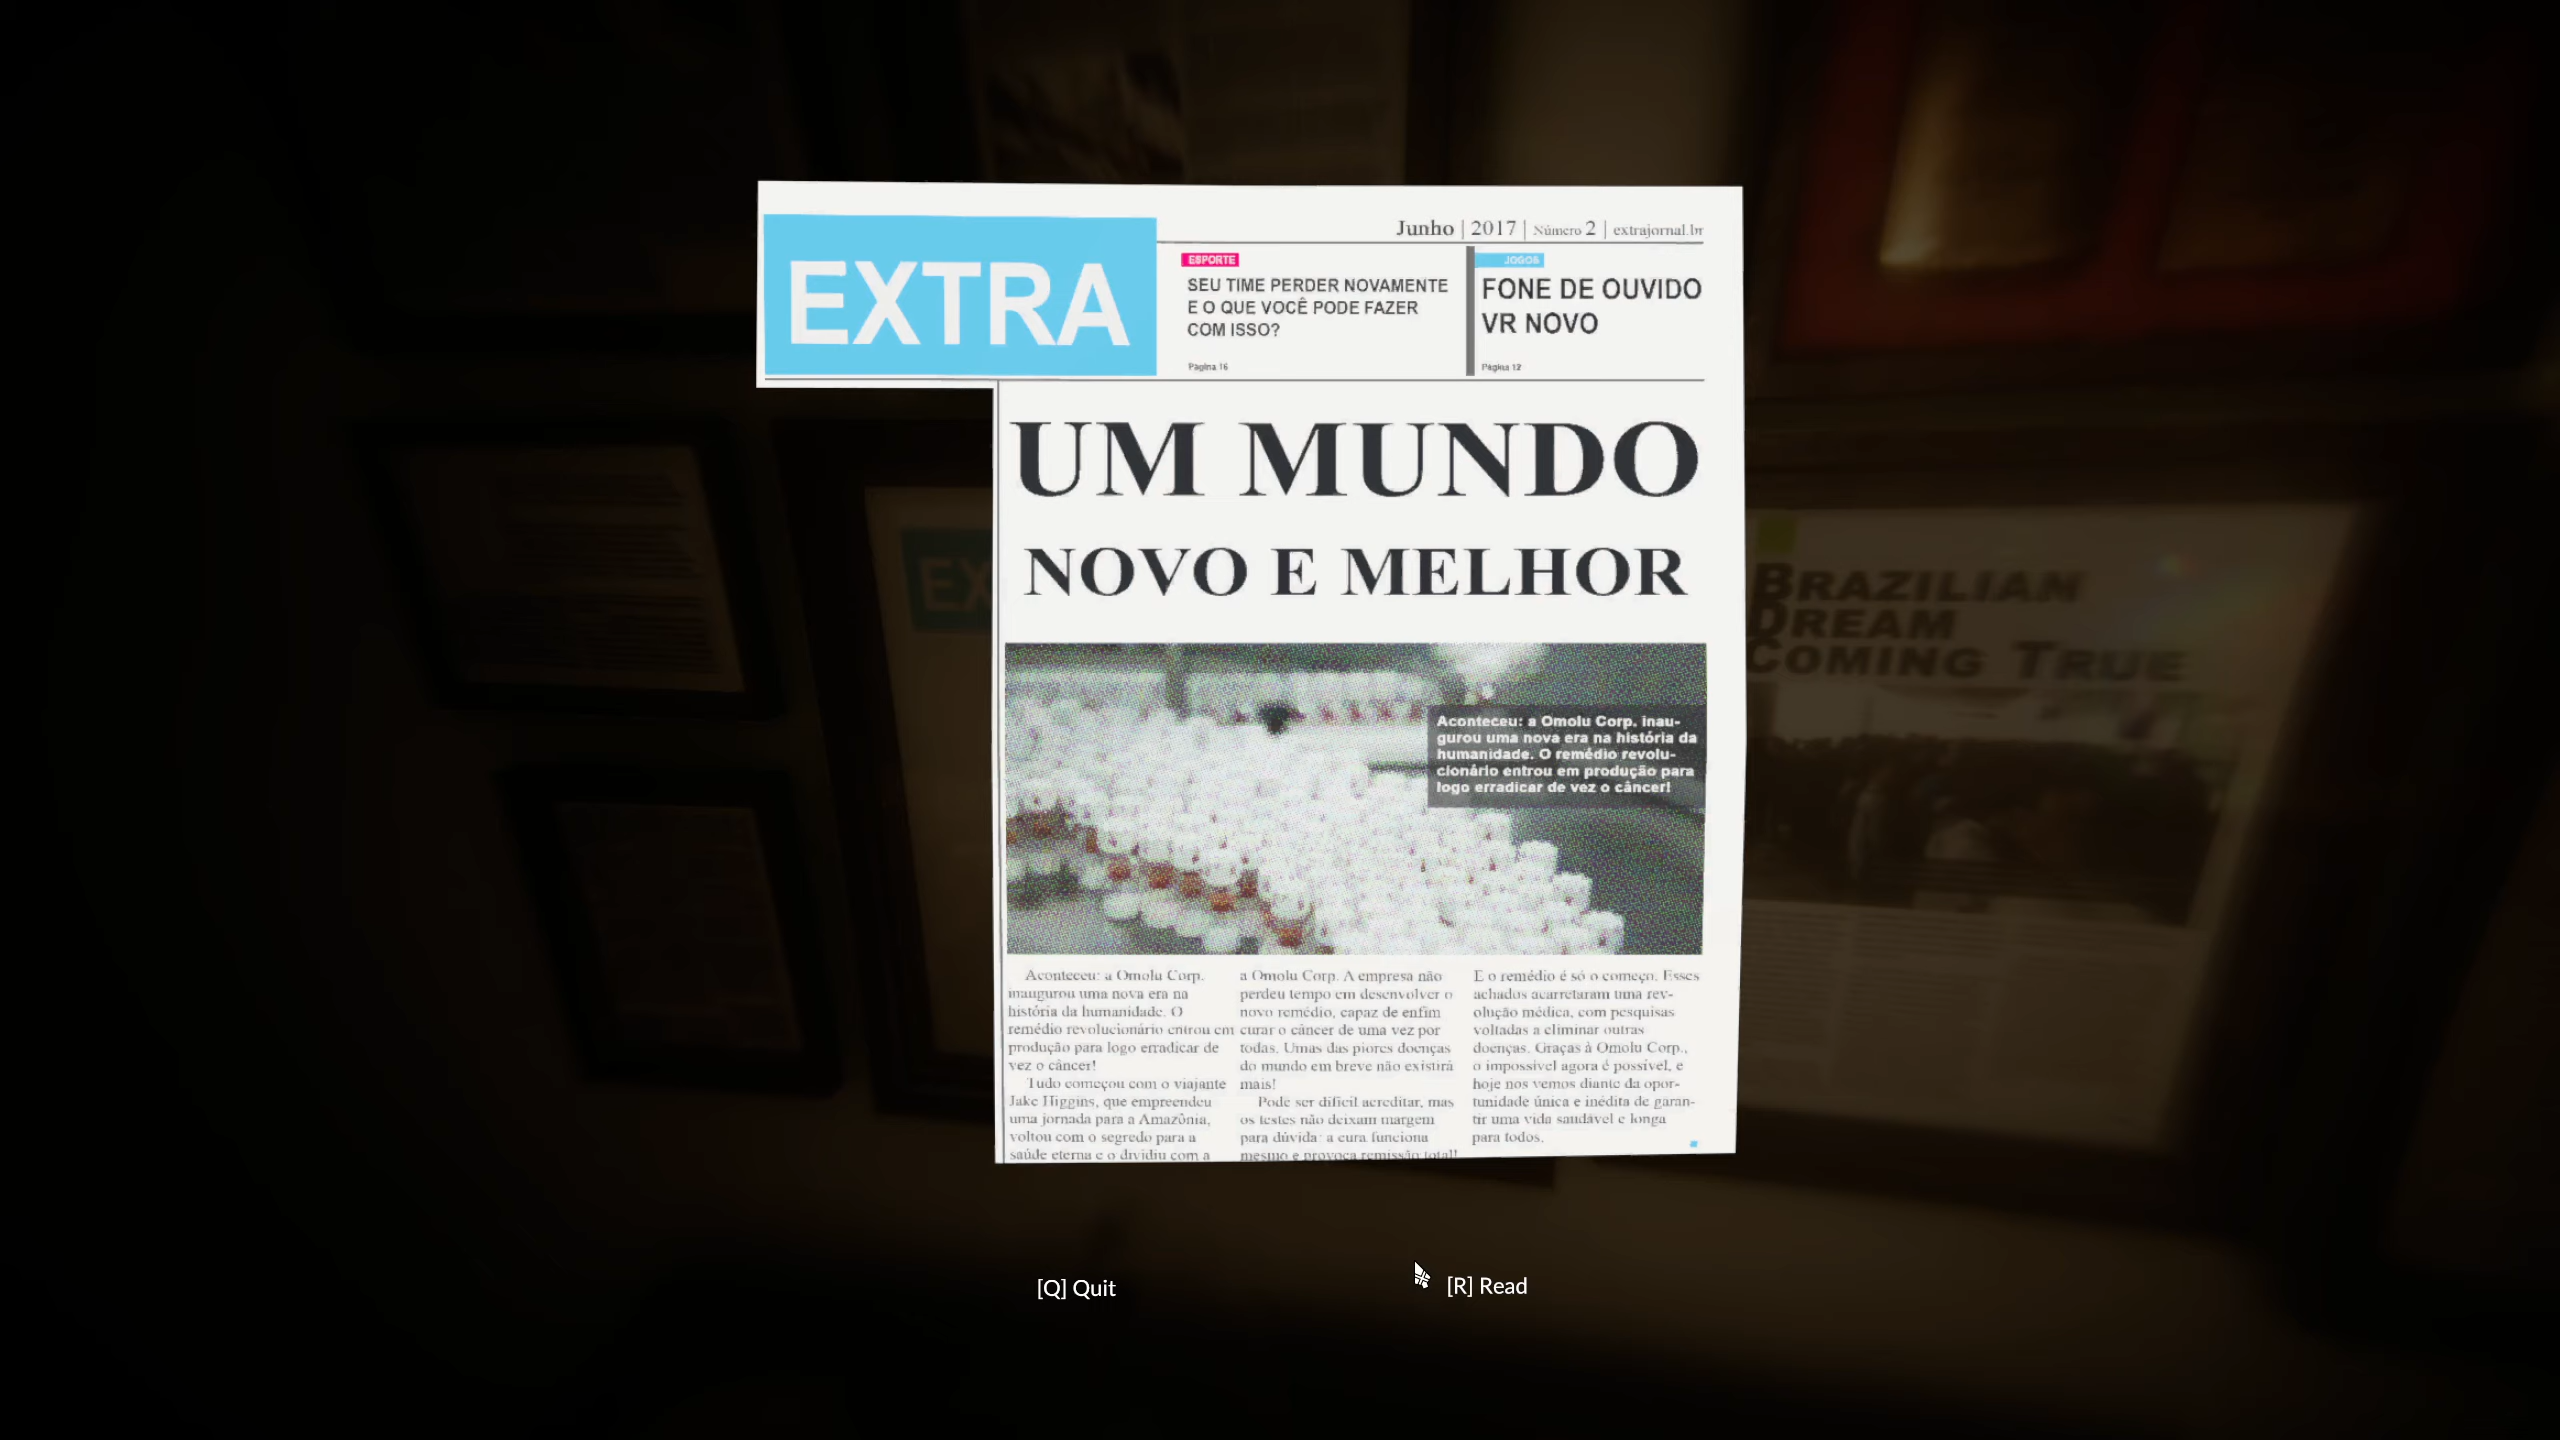 Junho | 2017 | Número 2 | extrajornal.br
EXTRA
ESPORTE
SEU TIME PERDER NOVAMENTE
E O QUE VOCÊ PODE FAZER
COM ISSO?
Página 16
JOGOS
FONE DE OUVIDO
VR NOVO
Página 12
UM MUNDO
NOVO E MELHOR
Aconteceu: a Omolu Corp. inau-
gurou uma nova era na história da
humanidade. O remédio revolu-
cionário entrou em produção para
logo erradicar de vez o câncer!
Aconteceu: a Omolu Corp.
inaugurou uma nova era na
história da humanidade. O
remédio revolucionário entrou em
produção para logo erradicar de
vez o câncer!
Tudo começou com o viajante
Jake Higgins, que empreendeu
uma jornada para a Amazônia,
voltou com o segredo para a
saúde eterna e o dividiu com a
a Omolu Corp. A empresa não
perdeu tempo em desenvolver o
novo remédio, capaz de enfim
curar o câncer de uma vez por
todas. Umas das piores doenças
do mundo em breve não existirá
mais!
Pode ser difícil acreditar, mas
os testes não deixam margem
para dúvida: a cura funciona
mesmo e provoca remissão total!
E o remédio é só o começo. Esses
achados acarretaram uma rev-
olução médica, com pesquisas
voltadas a eliminar outras
doenças. Graças à Omolu Corp.,
o impossível agora é possível, e
hoje nos vemos diante da opor-
tunidade única e inédita de garan-
tir uma vida saudável e longa
para todos.
EX
BRAZILIAN
DREAM
COMING TRUE
[Q] Quit
[R] Read